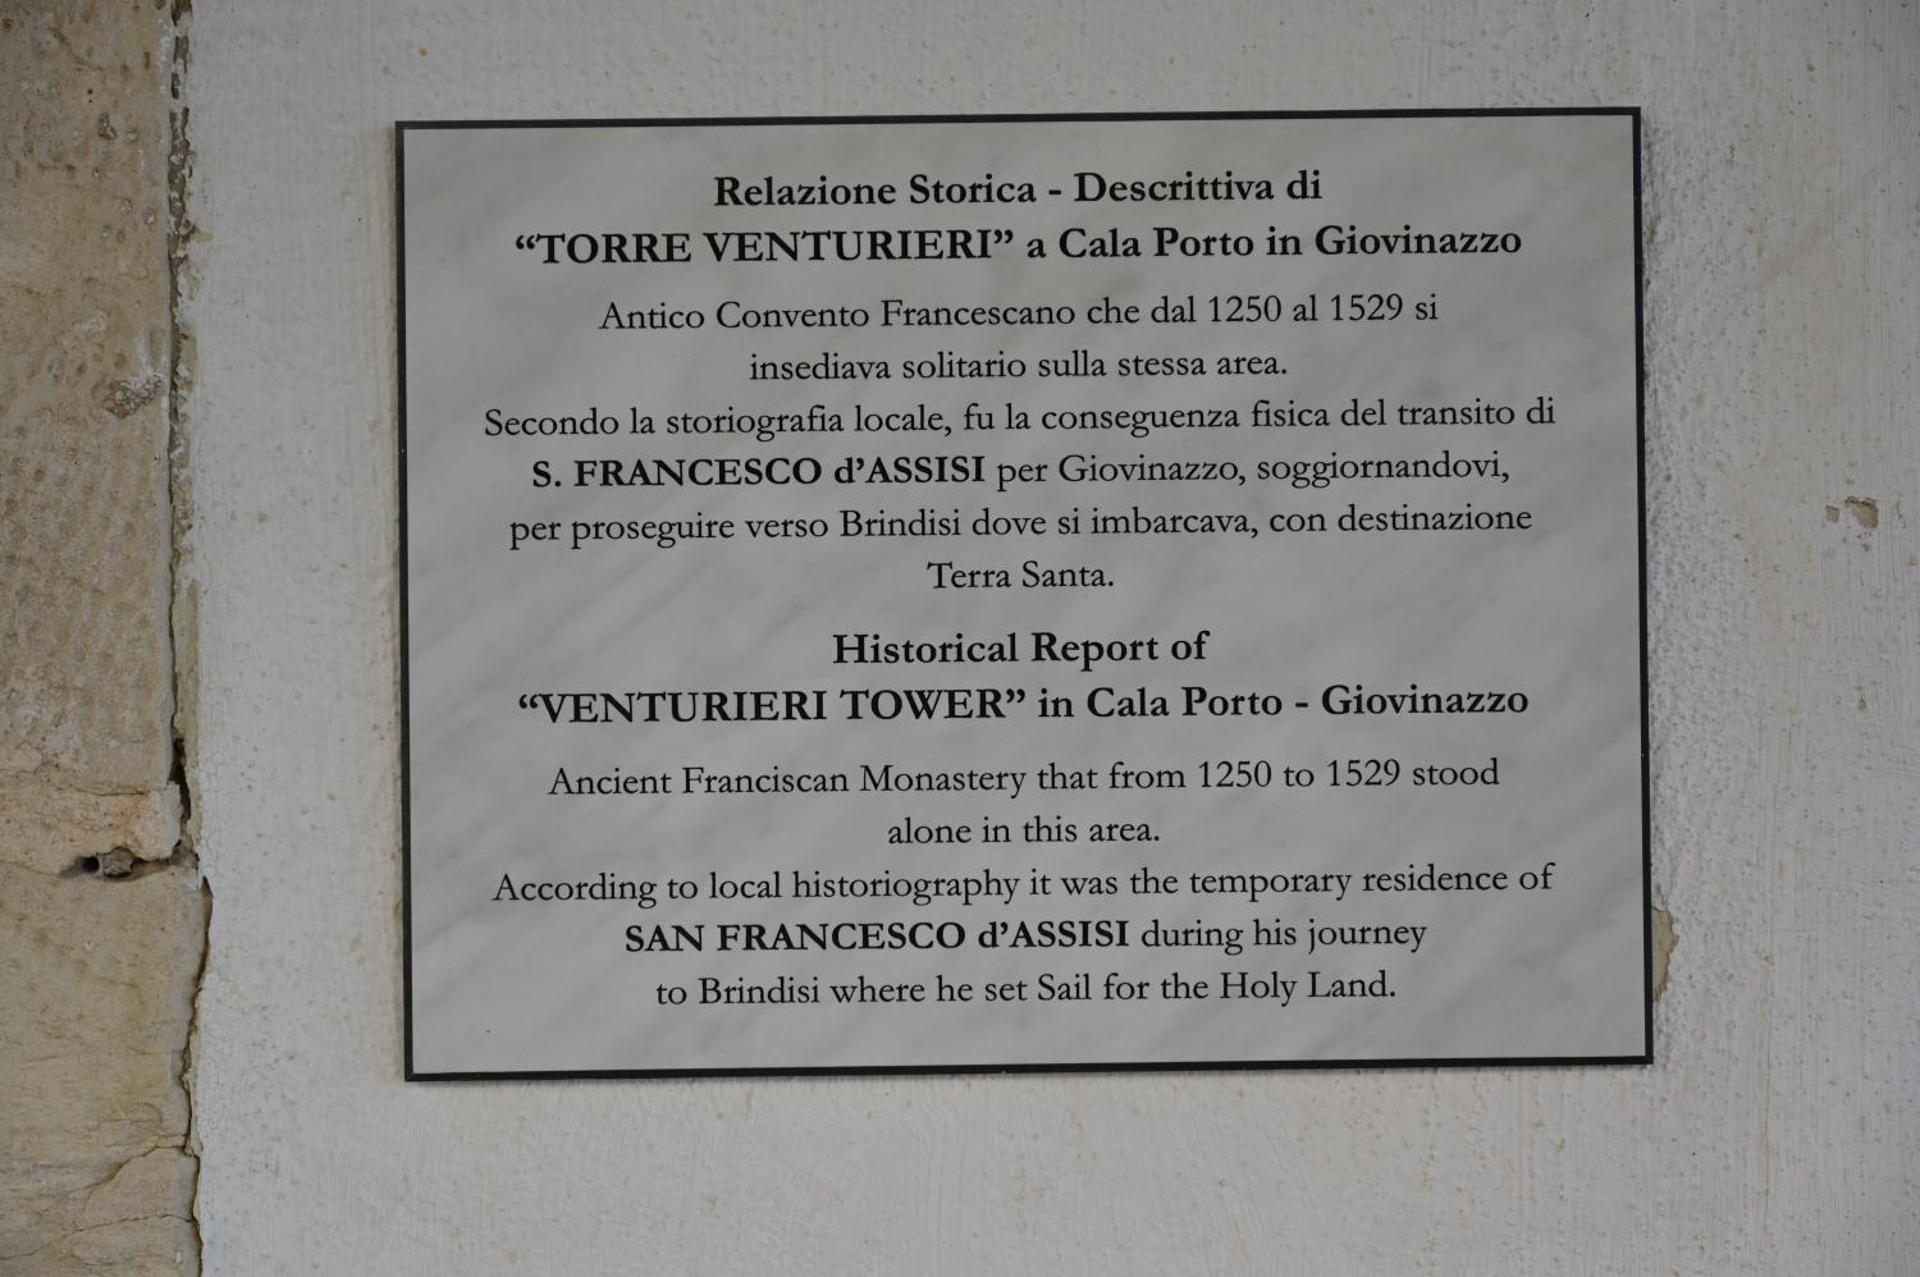 Relazione Storica - Descrittiva di
“TORRE VENTURIERI” a Cala Porto in Giovinazzo
Antico Convento Francescano che dal 1250 al 1529 si
insediava solitario sulla stessa area.
Secondo la storiografia locale, fu la conseguenza fisica del transito di
S. FRANCESCO d’ASSISI per Giovinazzo, soggiornandovi,
per proseguire verso Brindisi dove si imbarcava, con destinazione
Terra Santa.
Historical Report of
“VENTURIERI TOWER” in Cala Porto - Giovinazzo
Ancient Franciscan Monastery that from 1250 to 1529 stood
alone in this area.
According to local historiography it was the temporary residence of
SAN FRANCESCO d’ASSISI during his journey
to Brindisi where he set Sail for the Holy Land.